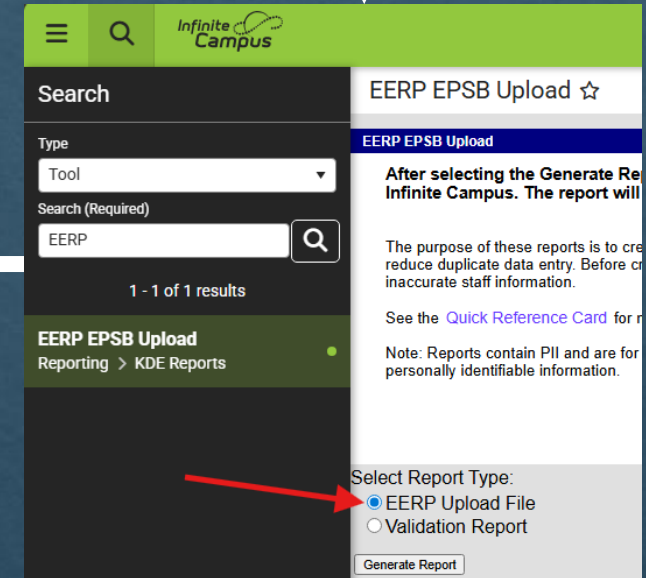 Infinite
Campus
Search
Type
Tool
Search (Required)
EERP
1 - 1 of 1 results
EERP EPSB Upload
Reporting > KDE Reports
EERP EPSB Upload ☆
EERP EPSB Upload
After selecting the Generate Re
Infinite Campus. The report will
The purpose of these reports is to cre
reduce duplicate data entry. Before cr
inaccurate staff information.
See the Quick Reference Card for
Note: Reports contain PII and are for
personally identifiable information.
Select Report Type:
EERP Upload File
Validation Report
Generate Report